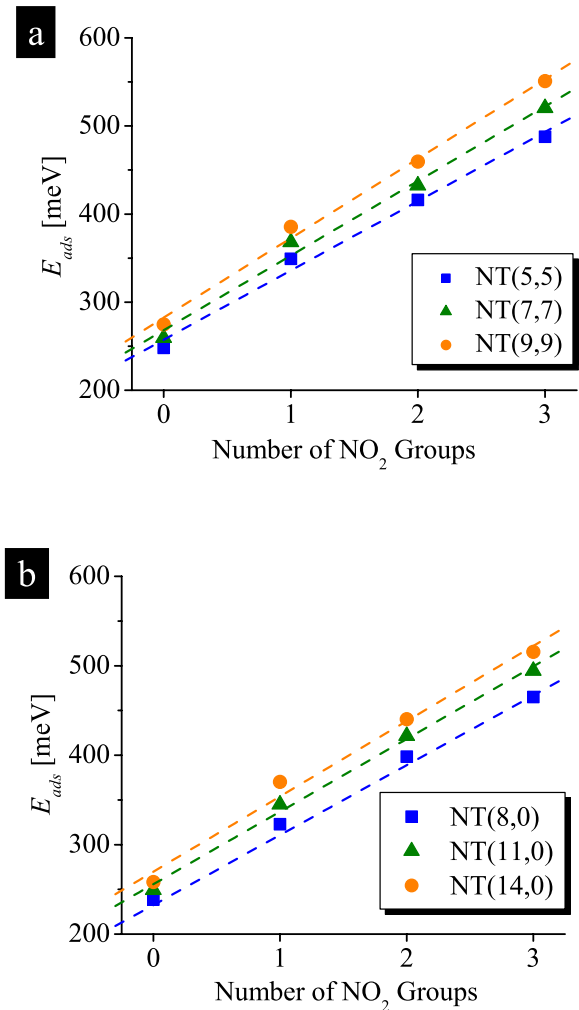 a
600
500
400
300
200
E_ads [meV]
NT(5,5)
NT(7,7)
NT(9,9)
0 1 2 3
Number of NO₂ Groups
b
600
500
400
300
200
E_ads [meV]
NT(8,0)
NT(11,0)
NT(14,0)
0 1 2 3
Number of NO₂ Groups